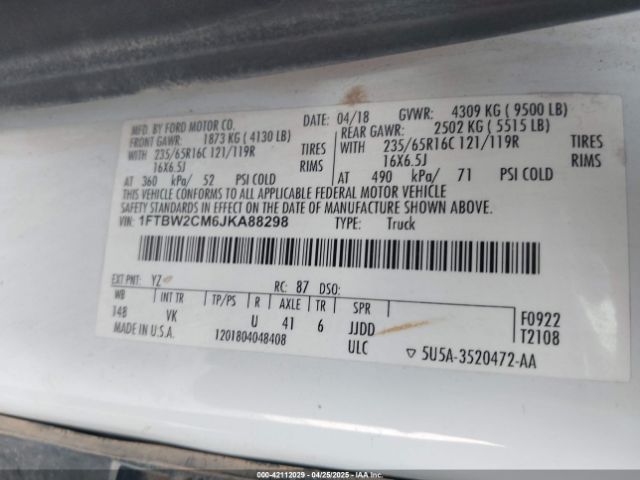 MFD. BY FORD MOTOR CO. DATE: 04/18 GVWR: 4309 KG ( 9500 LB)
FRONT GAWR: 1873 KG ( 4130 LB) REAR GAWR: 2502 KG ( 5515 LB)
WITH 235/65R16C 121/119R TIRES WITH 235/65R16C 121/119R TIRES
16X6.5J RIMS 16X6.5J RIMS
AT 360 kPa/ 52 PSI COLD AT 490 kPa/ 71 PSI COLD
THIS VEHICLE CONFORMS TO ALL APPLICABLE FEDERAL MOTOR VEHICLE
SAFETY STANDARDS IN EFFECT ON THE DATE OF MANUFACTURE SHOWN ABOVE.
VIN: 1FTBW2CM6JKA88298 TYPE: Truck
EXT PNT: YZ RC: 87 DSO:
WB INT TR TP/PS R AXLE TR SPR
148 VK U 41 6 JJDD F0922
MADE IN U.S.A. 1201804048408 ULC T2108
▽ 5U5A-3520472-AA
000-42112029 - 04/25/2025 - IAAI.COM